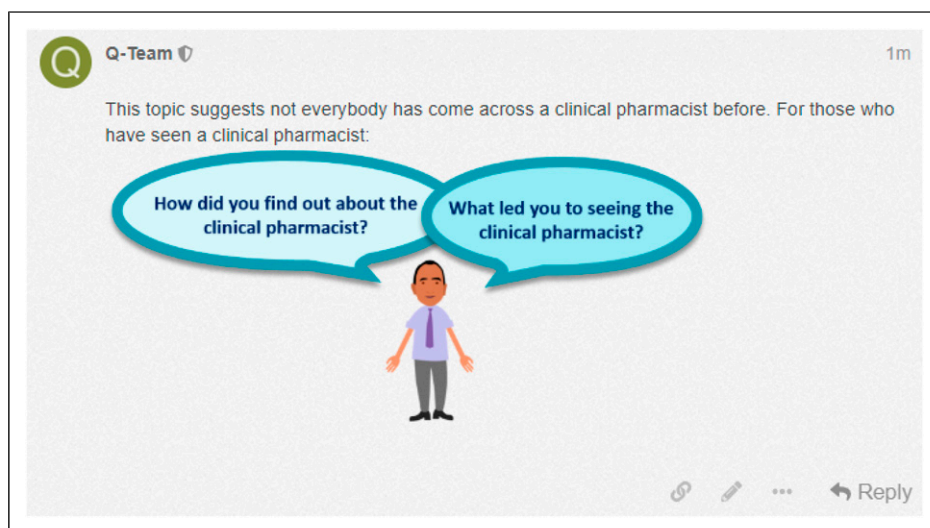 Q
Q-Team
1m
This topic suggests not everybody has come across a clinical pharmacist before. For those who
have seen a clinical pharmacist:
How did you find out about the
clinical pharmacist?
What led you to seeing the
clinical pharmacist?
Reply